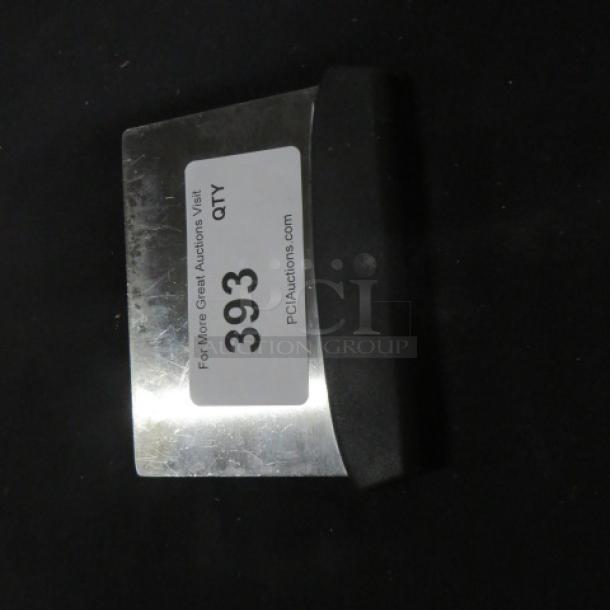 For More Great Auctions Visit
393 QTY
PCIAuctions.com
PCI
AUCTION GROUP